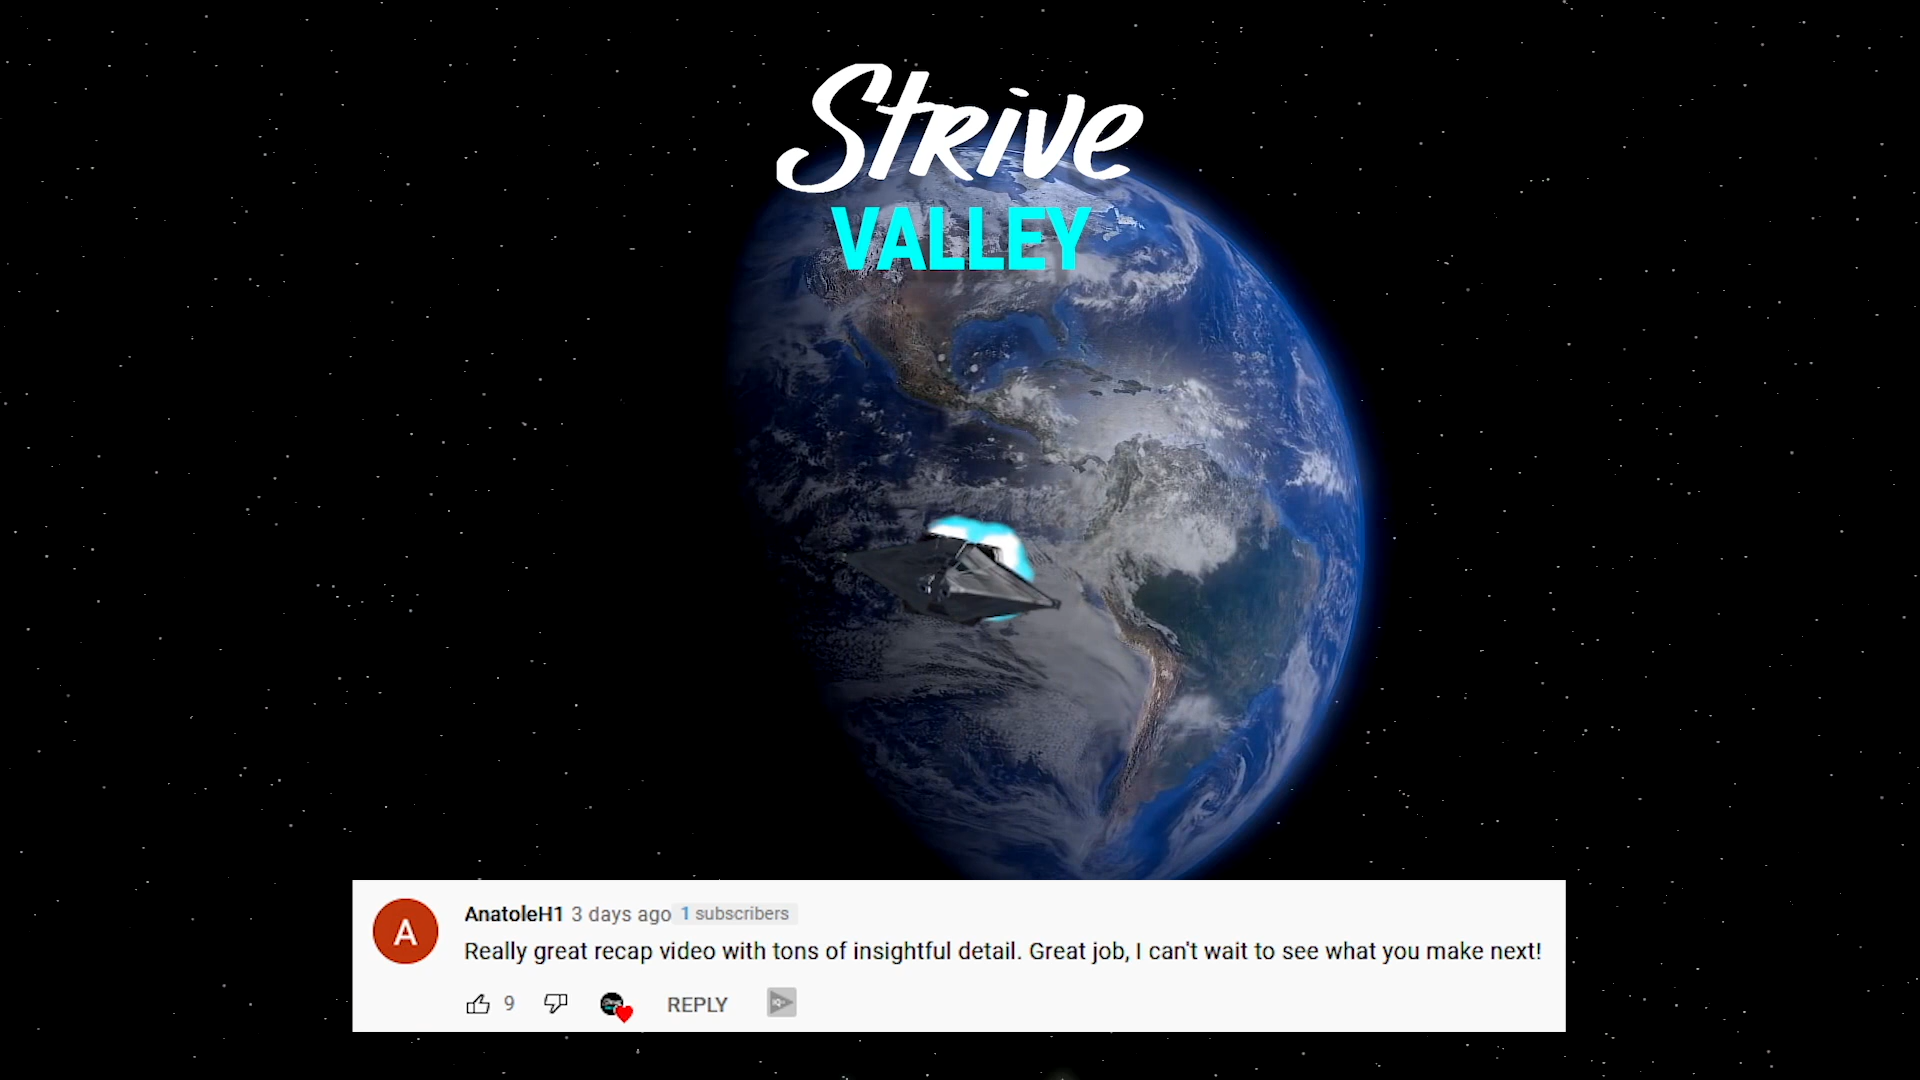 Strive
VALLEY
A
AnatoleH1 3 days ago 1 subscribers
Really great recap video with tons of insightful detail. Great job, I can't wait to see what you make next!
9 REPLY